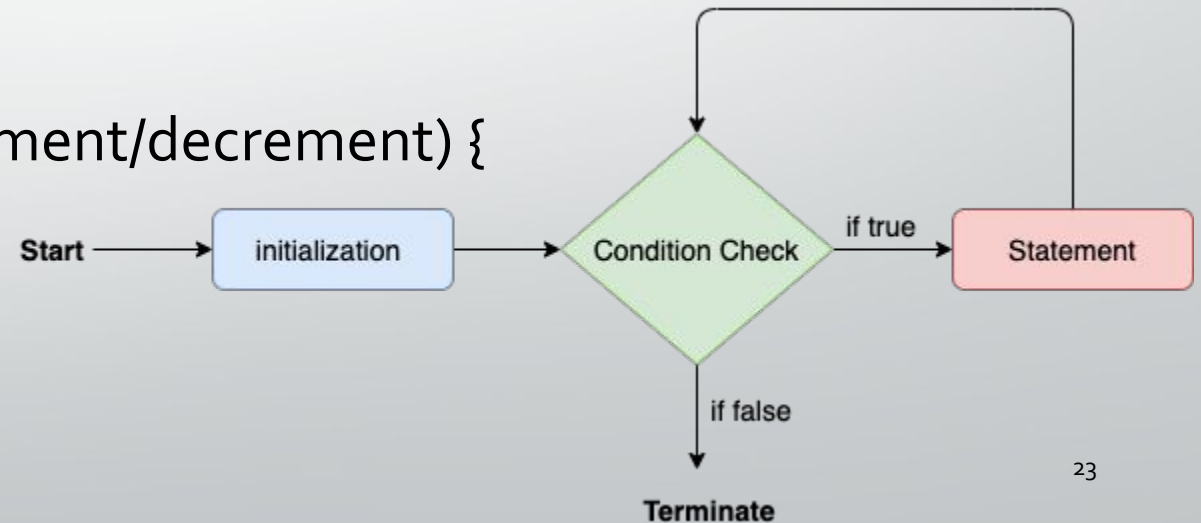 ment/decrement) {
Start
initialization
Condition Check
if true
Statement
if false
Terminate
23